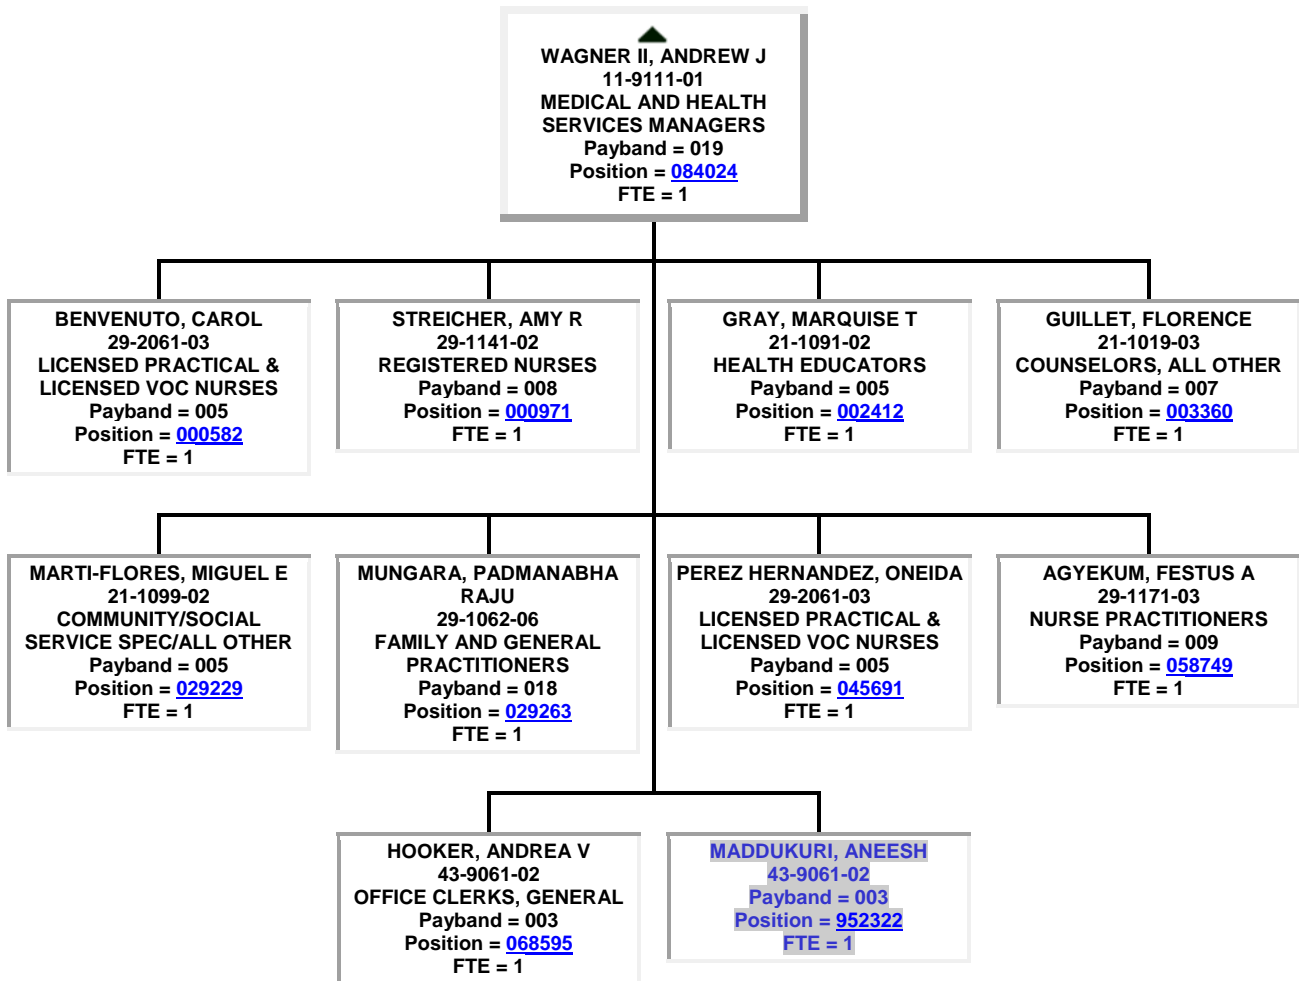 WAGNER II, ANDREW J
11-9111-01
MEDICAL AND HEALTH
SERVICES MANAGERS
Payband = 019
Position = 084024
FTE = 1
BENVENUTO, CAROL
29-2061-03
LICENSED PRACTICAL &
LICENSED VOC NURSES
Payband = 005
Position = 000582
FTE = 1
STREICHER, AMY R
29-1141-02
REGISTERED NURSES
Payband = 008
Position = 000971
FTE = 1
GRAY, MARQUISE T
21-1091-02
HEALTH EDUCATORS
Payband = 005
Position = 002412
FTE = 1
GUILLET, FLORENCE
21-1019-03
COUNSELORS, ALL OTHER
Payband = 007
Position = 003360
FTE = 1
MARTI-FLORES, MIGUEL E
21-1099-02
COMMUNITY/SOCIAL
SERVICE SPEC/ALL OTHER
Payband = 005
Position = 029229
FTE = 1
MUNGARA, PADMANABHA
RAJU
29-1062-06
FAMILY AND GENERAL
PRACTITIONERS
Payband = 018
Position = 029263
FTE = 1
PEREZ HERNANDEZ, ONEIDA
29-2061-03
LICENSED PRACTICAL &
LICENSED VOC NURSES
Payband = 005
Position = 045691
FTE = 1
AGYEKUM, FESTUS A
29-1171-03
NURSE PRACTITIONERS
Payband = 009
Position = 058749
FTE = 1
HOOKER, ANDREA V
43-9061-02
OFFICE CLERKS, GENERAL
Payband = 003
Position = 068595
FTE = 1
MADDUKURI, ANEESH
43-9061-02
Payband = 003
Position = 952322
FTE = 1